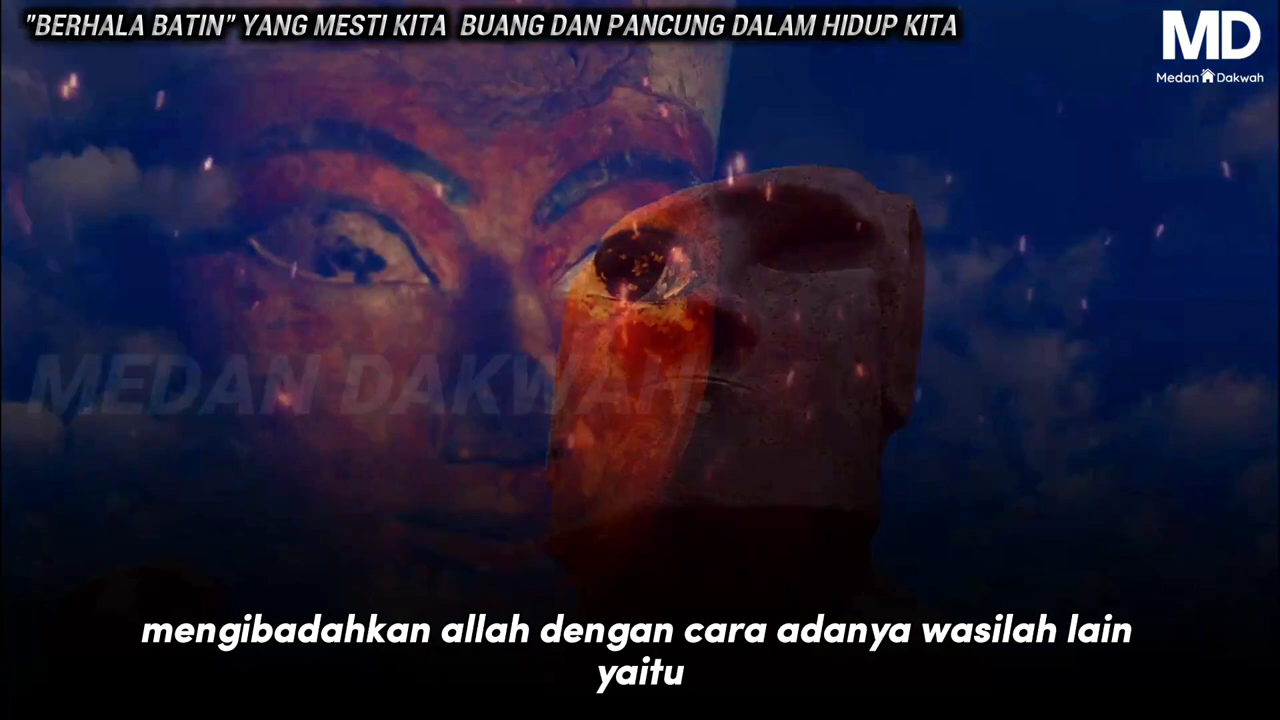 "BERHALA BATIN" YANG MESTI KITA BUANG DAN PANCUNG DALAM HIDUP KITA
MD
Medan Dakwah
MEDAN DAKWAH.
mengibadahkan allah dengan cara adanya wasilah lain
yaitu